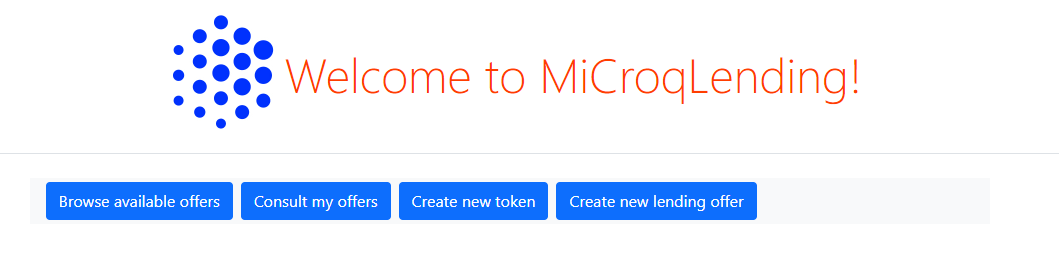 Welcome to MiCroqLending!
Browse available offers Consult my offers Create new token Create new lending offer